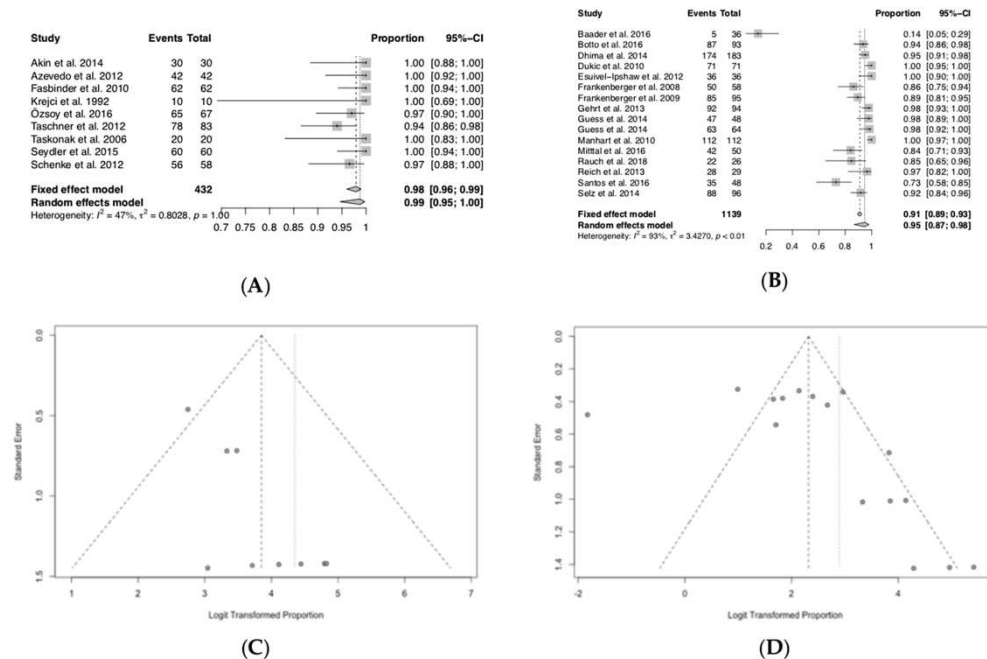 Study Events Total Proportion 95%-CI
Akin et al. 2014 30 30 1.00 [0.88; 1.00]
Azevedo et al. 2012 42 42 1.00 [0.92; 1.00]
Fasbinder et al. 2010 62 62 1.00 [0.94; 1.00]
Krejci et al. 1992 10 10 1.00 [0.69; 1.00]
Özsoy et al. 2016 65 67 0.97 [0.90; 1.00]
Taschner et al. 2012 78 83 0.94 [0.86; 0.98]
Taskonak et al. 2006 20 20 1.00 [0.83; 1.00]
Seydler et al. 2015 60 60 1.00 [0.94; 1.00]
Schenke et al. 2012 56 58 0.97 [0.88; 1.00]
Fixed effect model 432 0.98 [0.96; 0.99]
Random effects model 0.99 [0.95; 1.00]
Heterogeneity: I² = 47%, τ² = 0.8028, p = 1.00
0.7 0.75 0.8 0.85 0.9 0.95 1
(A)
Study Events Total Proportion 95%-CI
Baader et al. 2016 5 36 0.14 [0.05; 0.29]
Botto et al. 2016 87 93 0.94 [0.86; 0.98]
Dhima et al. 2014 174 183 0.95 [0.91; 0.98]
Dukic et al. 2010 71 71 1.00 [0.95; 1.00]
Esuivel-Ipshaw et al. 2012 36 36 1.00 [0.90; 1.00]
Frankenberger et al. 2008 50 58 0.86 [0.75; 0.94]
Frankenberger et al. 2009 85 95 0.89 [0.81; 0.95]
Gehrt et al. 2013 92 94 0.98 [0.93; 1.00]
Guess et al. 2014 47 48 0.98 [0.89; 1.00]
Guess et al. 2014 63 64 0.98 [0.92; 1.00]
Manhart et al. 2010 112 112 1.00 [0.97; 1.00]
Mitttal et al. 2016 42 50 0.84 [0.71; 0.93]
Rauch et al. 2018 22 26 0.85 [0.65; 0.96]
Reich et al. 2013 28 29 0.97 [0.82; 1.00]
Santos et al. 2016 35 48 0.73 [0.58; 0.85]
Selz et al. 2014 88 96 0.92 [0.84; 0.96]
Fixed effect model 1139 0.91 [0.89; 0.93]
Random effects model 0.95 [0.87; 0.98]
Heterogeneity: I² = 93%, τ² = 3.4270, p < 0.01
0.2 0.4 0.6 0.8 1
(B)
Standard Error
0.0
0.5
1.0
1.5
1 2 3 4 5 6 7
Logit Transformed Proportion
(C)
Standard Error
0.0
0.2
0.4
0.6
0.8
1.0
1.2
1.4
-2 0 2 4
Logit Transformed Proportion
(D)